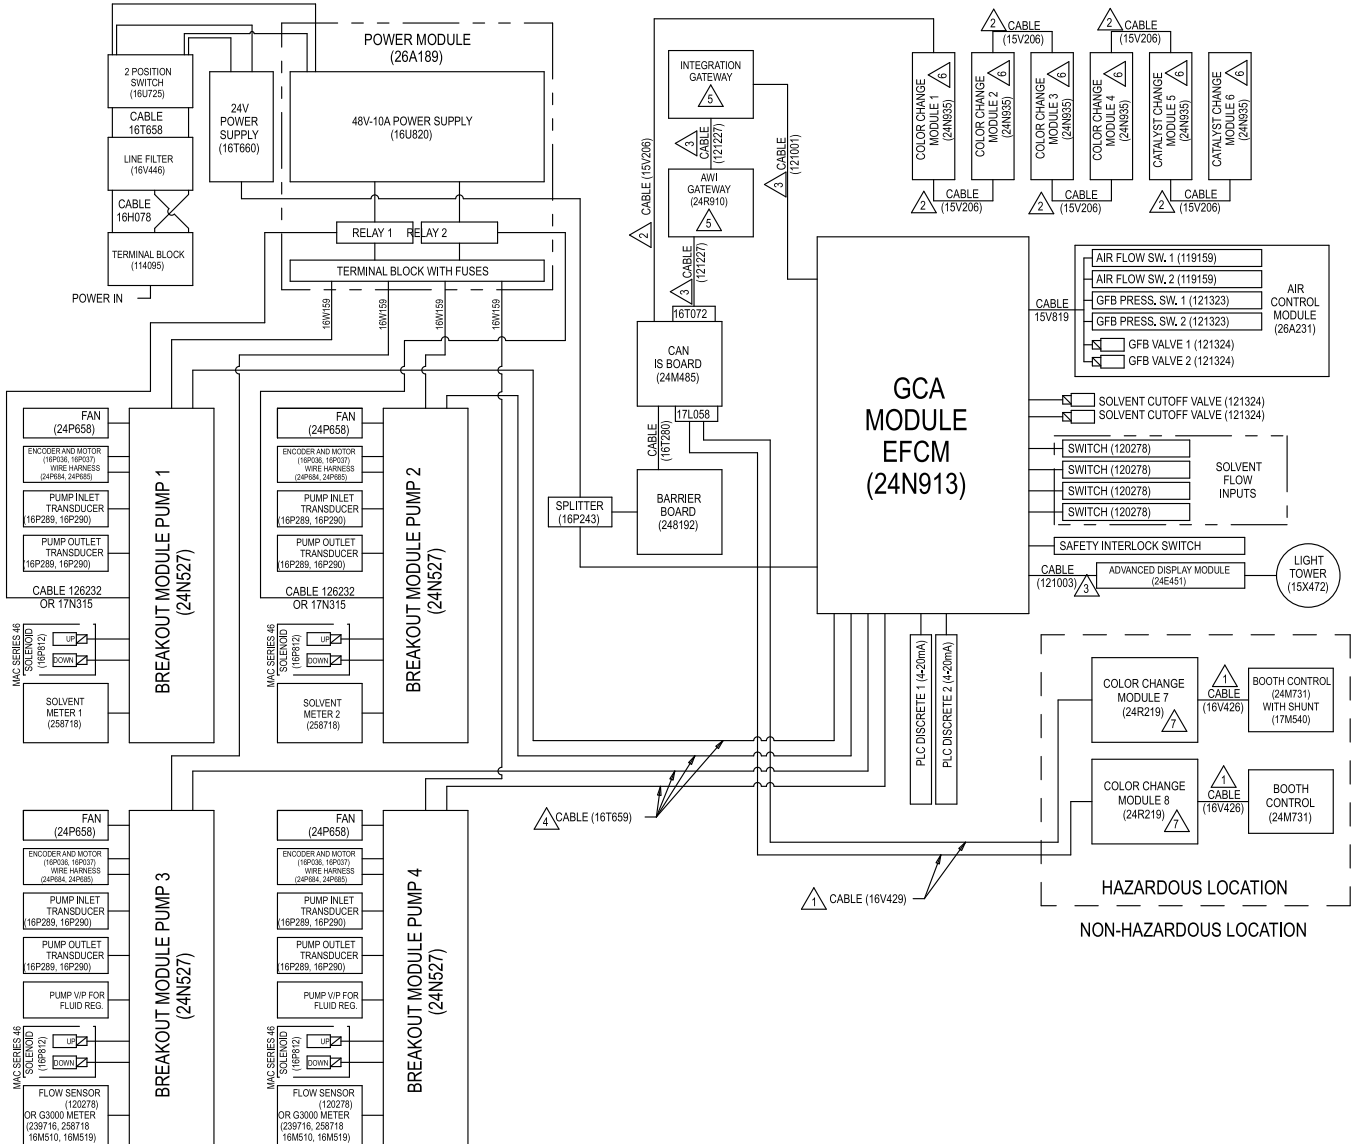 POWER MODULE
(26A189)
2 POSITION
SWITCH
(16U725)
CABLE
16T658
LINE FILTER
(16V446)
CABLE
16H078
TERMINAL BLOCK
(114095)
POWER IN
24V
POWER
SUPPLY
(16T660)
48V-10A POWER SUPPLY
(16U820)
RELAY 1
RELAY 2
TERMINAL BLOCK WITH FUSES
16W159
16W159
16W159
16W159
INTEGRATION
GATEWAY
5
3
CABLE
(121227)
3
CABLE
(121001)
AWI
GATEWAY
(24R910)
5
2
CABLE (15V206)
3
CABLE
(121227)
16T072
CAN
IS BOARD
(24M485)
17L058
CABLE
(16T280)
BARRIER
BOARD
(248192)
SPLITTER
(16P243)
2
CABLE
(15V206)
2
CABLE
(15V206)
COLOR CHANGE
MODULE 1
(24N935)
6
COLOR CHANGE
MODULE 2
(24N935)
6
COLOR CHANGE
MODULE 3
(24N935)
6
COLOR CHANGE
MODULE 4
(24N935)
6
CATALYST CHANGE
MODULE 5
(24N935)
6
CATALYST CHANGE
MODULE 6
(24N935)
6
2
CABLE
(15V206)
2
CABLE
(15V206)
2
CABLE
(15V206)
GCA
MODULE
EFCM
(24N913)
CABLE
15V819
AIR FLOW SW. 1 (119159)
AIR FLOW SW. 2 (119159)
GFB PRESS. SW. 1 (121323)
GFB PRESS. SW. 2 (121323)
GFB VALVE 1 (121324)
GFB VALVE 2 (121324)
AIR
CONTROL
MODULE
(26A231)
SOLVENT CUTOFF VALVE (121324)
SOLVENT CUTOFF VALVE (121324)
SWITCH (120278)
SWITCH (120278)
SWITCH (120278)
SWITCH (120278)
SOLVENT
FLOW
INPUTS
SAFETY INTERLOCK SWITCH
CABLE
(121003)
3
ADVANCED DISPLAY MODULE
(24E451)
LIGHT
TOWER
(15X472)
PLC DISCRETE 1 (4-20mA)
PLC DISCRETE 2 (4-20mA)
COLOR CHANGE
MODULE 7
(24R219)
7
1
CABLE
(16V426)
BOOTH CONTROL
(24M731)
WITH SHUNT
(17M540)
COLOR CHANGE
MODULE 8
(24R219)
7
1
CABLE
(16V426)
BOOTH
CONTROL
(24M731)
HAZARDOUS LOCATION
NON-HAZARDOUS LOCATION
1
CABLE (16V429)
4
CABLE (16T659)
FAN
(24P658)
ENCODER AND MOTOR
(16P036, 16P037)
WIRE HARNESS
(24P684, 24P685)
PUMP INLET
TRANSDUCER
(16P289, 16P290)
PUMP OUTLET
TRANSDUCER
(16P289, 16P290)
CABLE 126232
OR 17N315
MAC SERIES 46
SOLENOID
(16P812)
UP
DOWN
SOLVENT
METER 1
(258718)
BREAKOUT MODULE PUMP 1
(24N527)
FAN
(24P658)
ENCODER AND MOTOR
(16P036, 16P037)
WIRE HARNESS
(24P684, 24P685)
PUMP INLET
TRANSDUCER
(16P289, 16P290)
PUMP OUTLET
TRANSDUCER
(16P289, 16P290)
CABLE 126232
OR 17N315
MAC SERIES 46
SOLENOID
(16P812)
UP
DOWN
SOLVENT
METER 2
(258718)
BREAKOUT MODULE PUMP 2
(24N527)
FAN
(24P658)
ENCODER AND MOTOR
(16P036, 16P037)
WIRE HARNESS
(24P684, 24P685)
PUMP INLET
TRANSDUCER
(16P289, 16P290)
PUMP OUTLET
TRANSDUCER
(16P289, 16P290)
PUMP V/P FOR
FLUID REG.
MAC SERIES 46
SOLENOID
(16P812)
UP
DOWN
FLOW SENSOR
(120278)
OR G3000 METER
(239716, 258718
16M510, 16M519)
BREAKOUT MODULE PUMP 3
(24N527)
FAN
(24P658)
ENCODER AND MOTOR
(16P036, 16P037)
WIRE HARNESS
(24P684, 24P685)
PUMP INLET
TRANSDUCER
(16P289, 16P290)
PUMP OUTLET
TRANSDUCER
(16P289, 16P290)
PUMP V/P FOR
FLUID REG.
MAC SERIES 46
SOLENOID
(16P812)
UP
DOWN
FLOW SENSOR
(120278)
OR G3000 METER
(239716, 258718
16M510, 16M519)
BREAKOUT MODULE PUMP 4
(24N527)